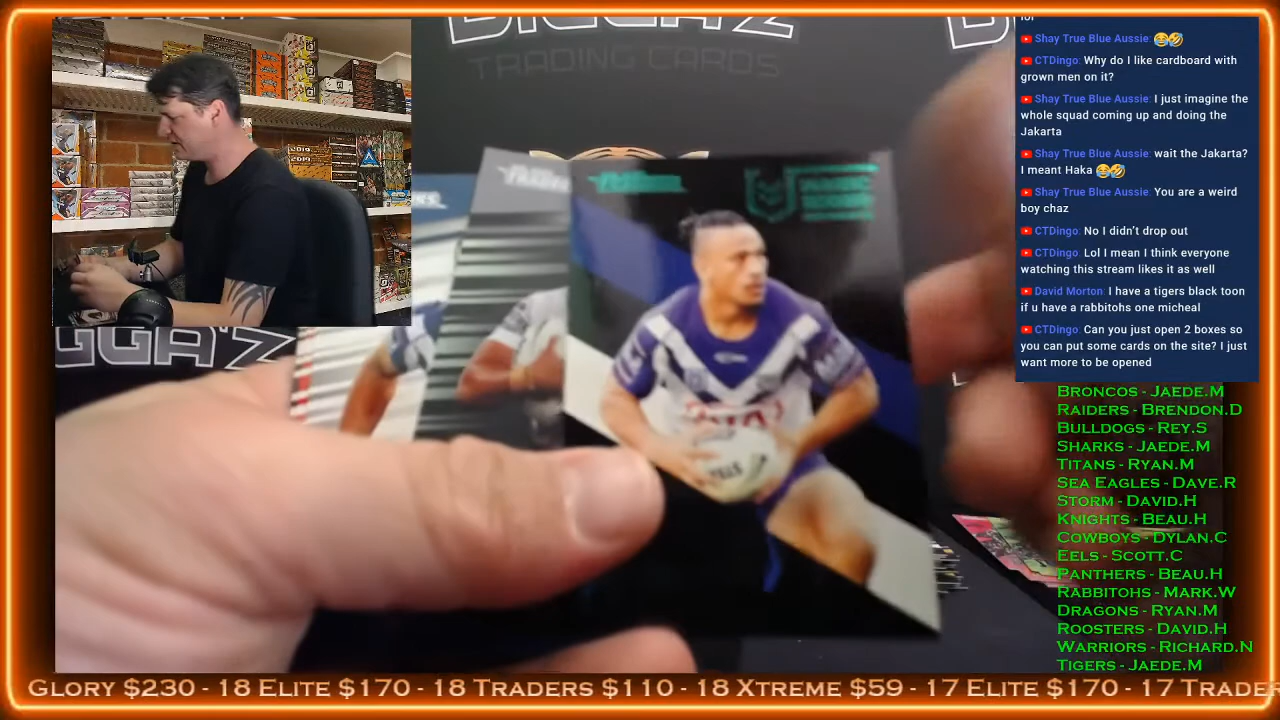 BIGGA'Z
TRADING CARDS
lol
Shay True Blue Aussie: 😂🤣
CTDingo: Why do I like cardboard with
grown men on it?
Shay True Blue Aussie: I just imagine the
whole squad coming up and doing the
Jakarta
Shay True Blue Aussie: wait the Jakarta?
I meant Haka 😂🤣
Shay True Blue Aussie: You are a weird
boy chaz
CTDingo: No I didn't drop out
CTDingo: Lol I mean I think everyone
watching this stream likes it as well
David Morton: I have a tigers black toon
if u have a rabbitohs one micheal
CTDingo: Can you just open 2 boxes so
you can put some cards on the site? I just
want more to be opened
Broncos - Jaede.M
Raiders - Brendon.D
Bulldogs - Rey.S
Sharks - Jaede.M
Titans - Ryan.M
Sea Eagles - Dave.R
Storm - David.H
Knights - Beau.H
Cowboys - Dylan.C
Eels - Scott.C
Panthers - Beau.H
Rabbitohs - Mark.W
Dragons - Ryan.M
Roosters - David.H
Warriors - Richard.N
Tigers - Jaede.M
Glory $230 - 18 Elite $170 - 18 Traders $110 - 18 Xtreme $59 - 17 Elite $170 - 17 Trader